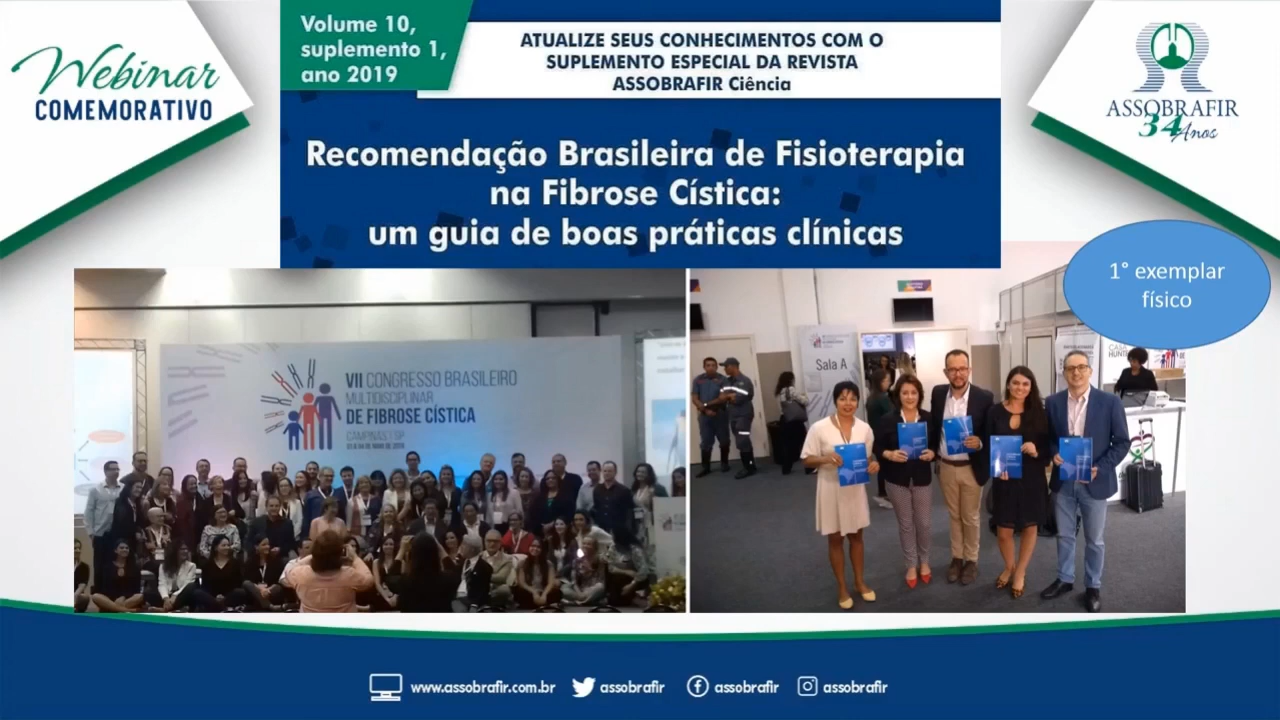 Webinar
COMEMORATIVO
Volume 10,
suplemento 1,
ano 2019
ATUALIZE SEUS CONHECIMENTOS COM O
SUPLEMENTO ESPECIAL DA REVISTA
ASSOBRAFIR Ciência
ASSOBRAFIR
34 Anos
Recomendação Brasileira de Fisioterapia
na Fibrose Cística:
um guia de boas práticas clínicas
1° exemplar
físico
VII CONGRESSO BRASILEIRO
MULTIDISCIPLINAR
DE FIBROSE CÍSTICA
CAMPINAS | SP
Sala A
CASA
HUNTER
www.assobrafir.com.br
assobrafir
assobrafir
assobrafir